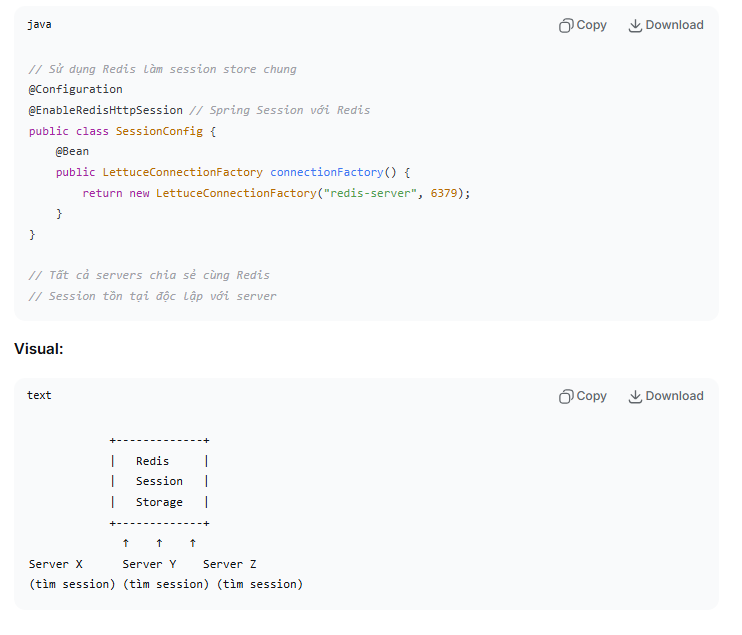 java
Copy
Download
// Sử dụng Redis làm session store chung
@Configuration
@EnableRedisHttpSession // Spring Session với Redis
public class SessionConfig {
    @Bean
    public LettuceConnectionFactory connectionFactory() {
        return new LettuceConnectionFactory("redis-server", 6379);
    }
}
// Tất cả servers chia sẻ cùng Redis
// Session tồn tại độc lập với server
Visual:
text
Copy
Download
            +-------------+
            |   Redis     |
            |   Session   |
            |   Storage   |
            +-------------+
              ↑    ↑    ↑
Server X      Server Y    Server Z
(tìm session) (tìm session) (tìm session)